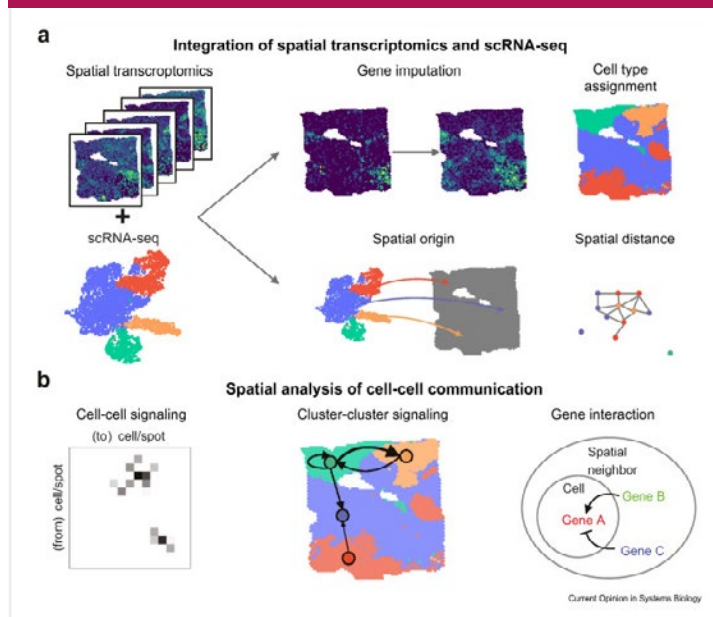 a
Integration of spatial transcriptomics and scRNA-seq
Spatial transcroptomics
Gene imputation
Cell type
assignment
+
scRNA-seq
Spatial origin
Spatial distance
b
Spatial analysis of cell-cell communication
Cell-cell signaling
Cluster-cluster signaling
Gene interaction
(to) cell/spot
(from) cell/spot
Spatial
neighbor
Cell
Gene B
Gene A
Gene C
Current Opinion in Systems Biology